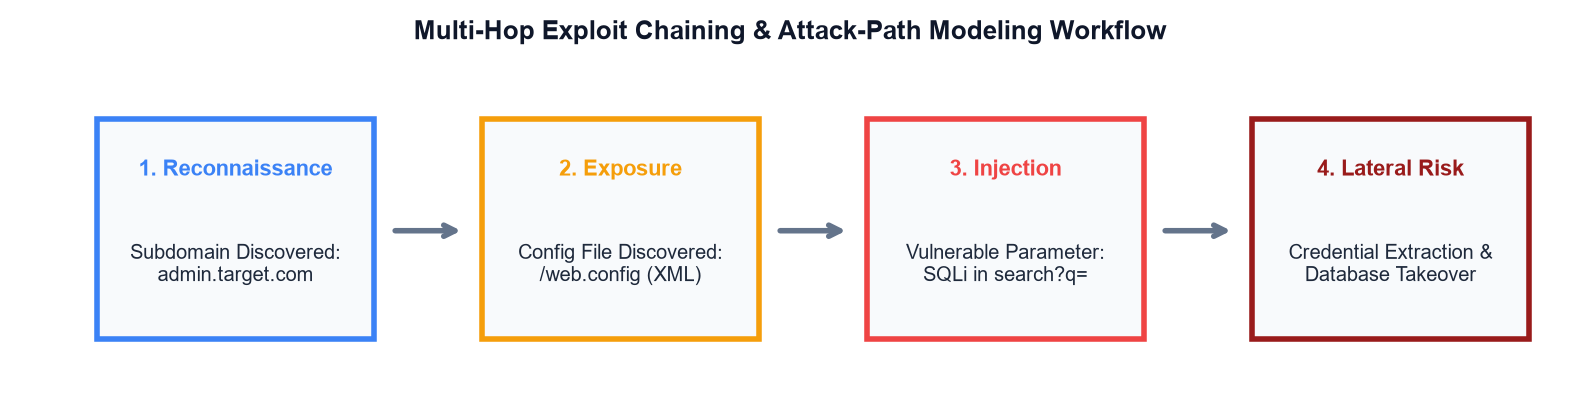 Multi-Hop Exploit Chaining & Attack-Path Modeling Workflow
1. Reconnaissance
Subdomain Discovered:
admin.target.com
2. Exposure
Config File Discovered:
/web.config (XML)
3. Injection
Vulnerable Parameter:
SQLi in search?q=
4. Lateral Risk
Credential Extraction &
Database Takeover